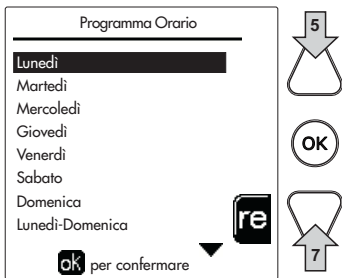 Programma Orario
5
Lunedì
Martedì
Mercoledì
Giovedì
Venerdì
Sabato
Domenica
Lunedì-Domenica
OK
re
ok per confermare
7